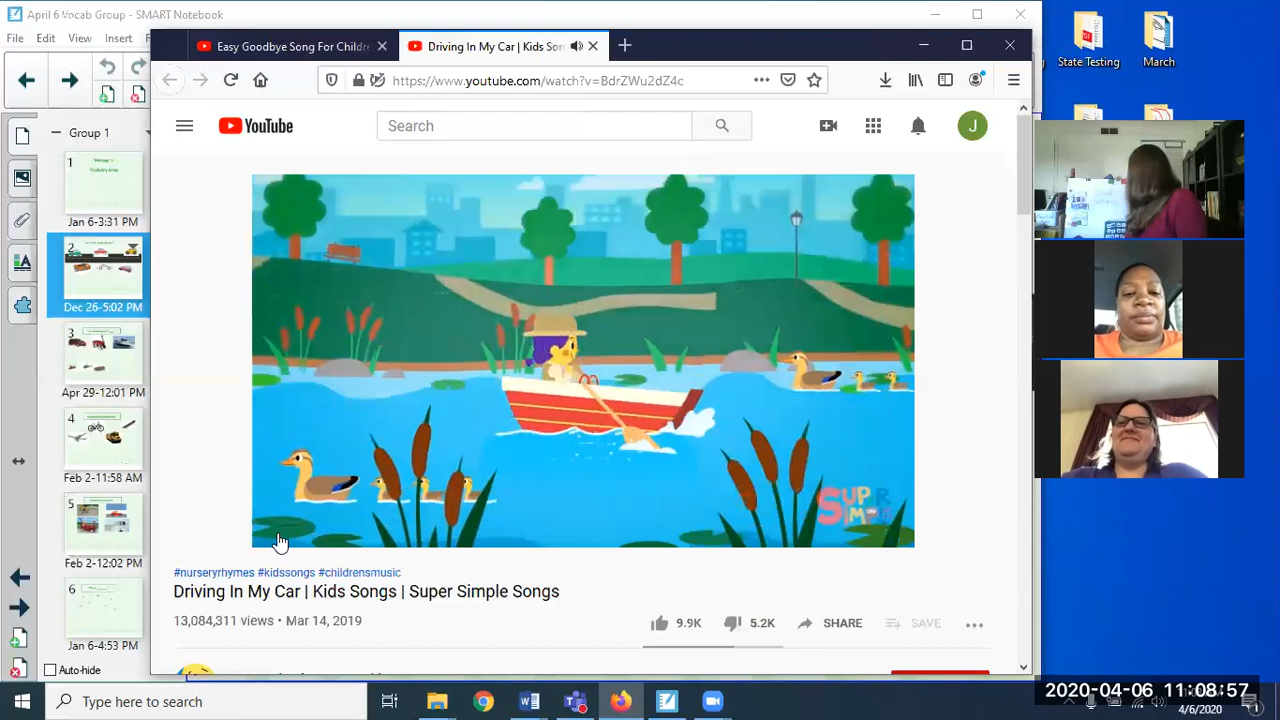 April 6 Vocab Group - SMART Notebook
File Edit View Insert
Easy Goodbye Song For Childre
Driving In My Car | Kids Son
https://www.youtube.com/watch?v=BdrZWu2dZ4c
State Testing
March
YouTube
Search
J
Group 1
1
Jan 6-3:31 PM
2
Dec 26-5:02 PM
3
Apr 29-12:01 PM
4
Feb 2-11:58 AM
5
Feb 2-12:02 PM
6
Jan 6-4:53 PM
Auto-hide
SUPER
SIMPLE
#nurseryrhymes #kidssongs #childrensmusic
Driving In My Car | Kids Songs | Super Simple Songs
13,084,311 views • Mar 14, 2019
9.9K 5.2K SHARE SAVE
Type here to search
2020-04-06 11:08:57
4/6/2020